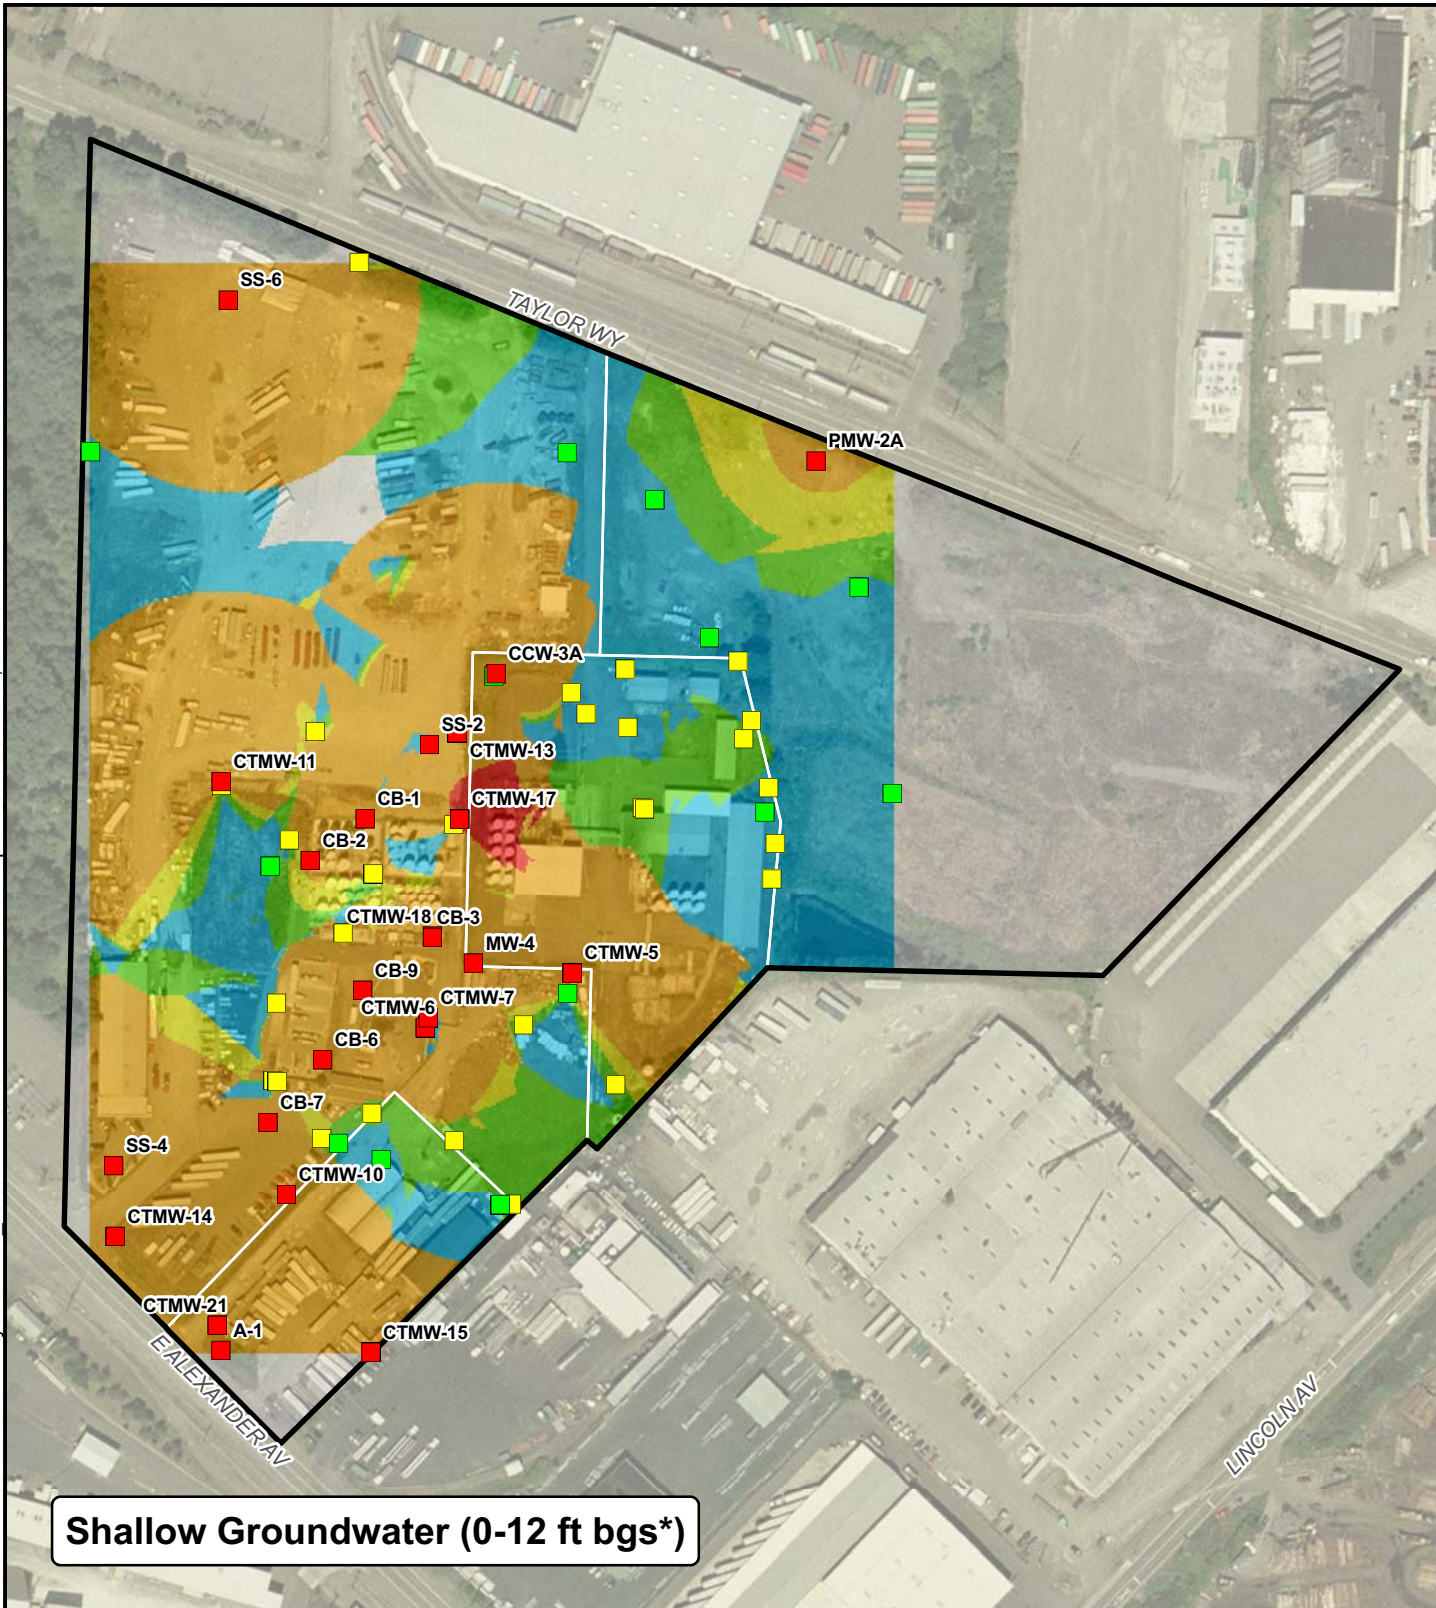 SS-6
TAYLOR WY
PMW-2A
CCW-3A
SS-2
CTMW-13
CTMW-11
CB-1
CTMW-17
CB-2
CTMW-18
CB-3
MW-4
CTMW-5
CB-9
CTMW-6
CTMW-7
CB-6
CB-7
SS-4
CTMW-10
CTMW-14
CTMW-21
A-1
CTMW-15
E ALEXANDER AV
LINCOLN AV
Shallow Groundwater (0-12 ft bgs*)